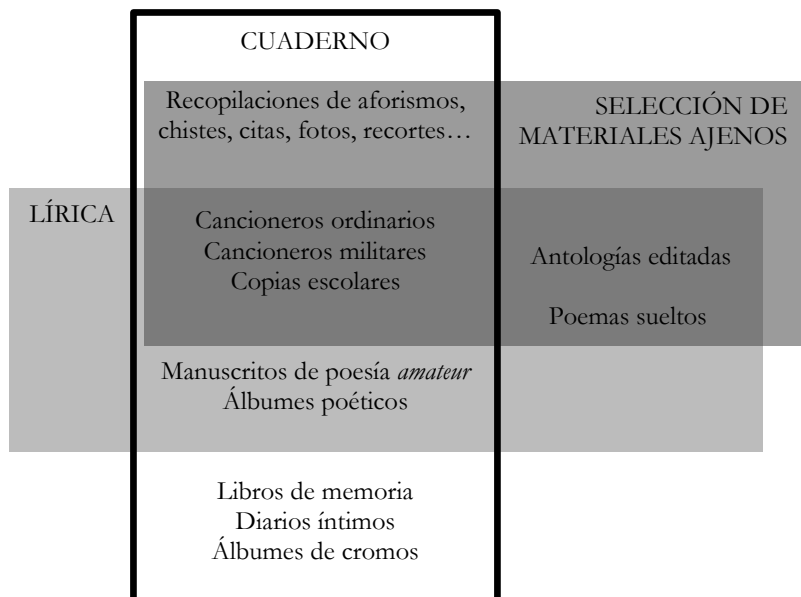 CUADERNO
Recopilaciones de aforismos,
chistes, citas, fotos, recortes…
SELECCIÓN DE
MATERIALES AJENOS
LÍRICA
Cancioneros ordinarios
Cancioneros militares
Copias escolares
Antologías editadas
Poemas sueltos
Manuscritos de poesía amateur
Álbumes poéticos
Libros de memoria
Diarios íntimos
Álbumes de cromos